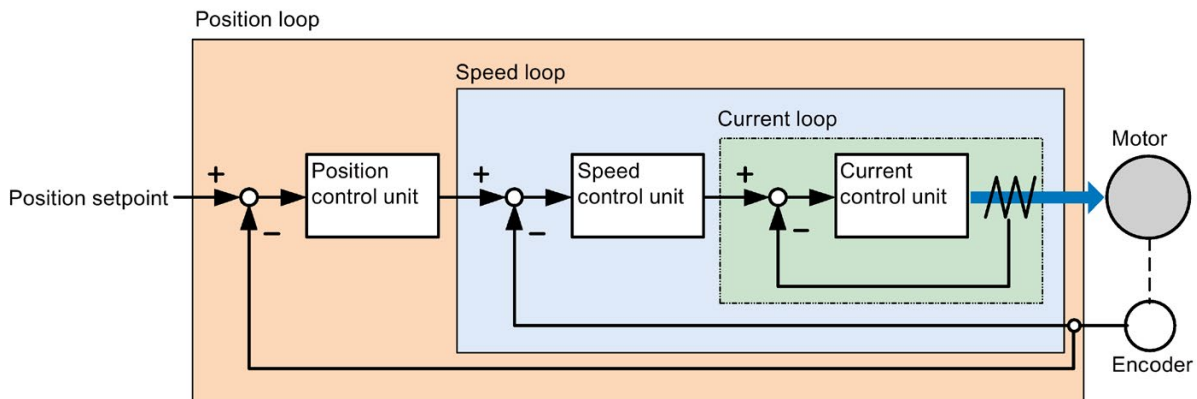 Position loop
Speed loop
Current loop
Motor
Position setpoint
+
−
Position
control unit
+
−
Speed
control unit
+
−
Current
control unit
Encoder